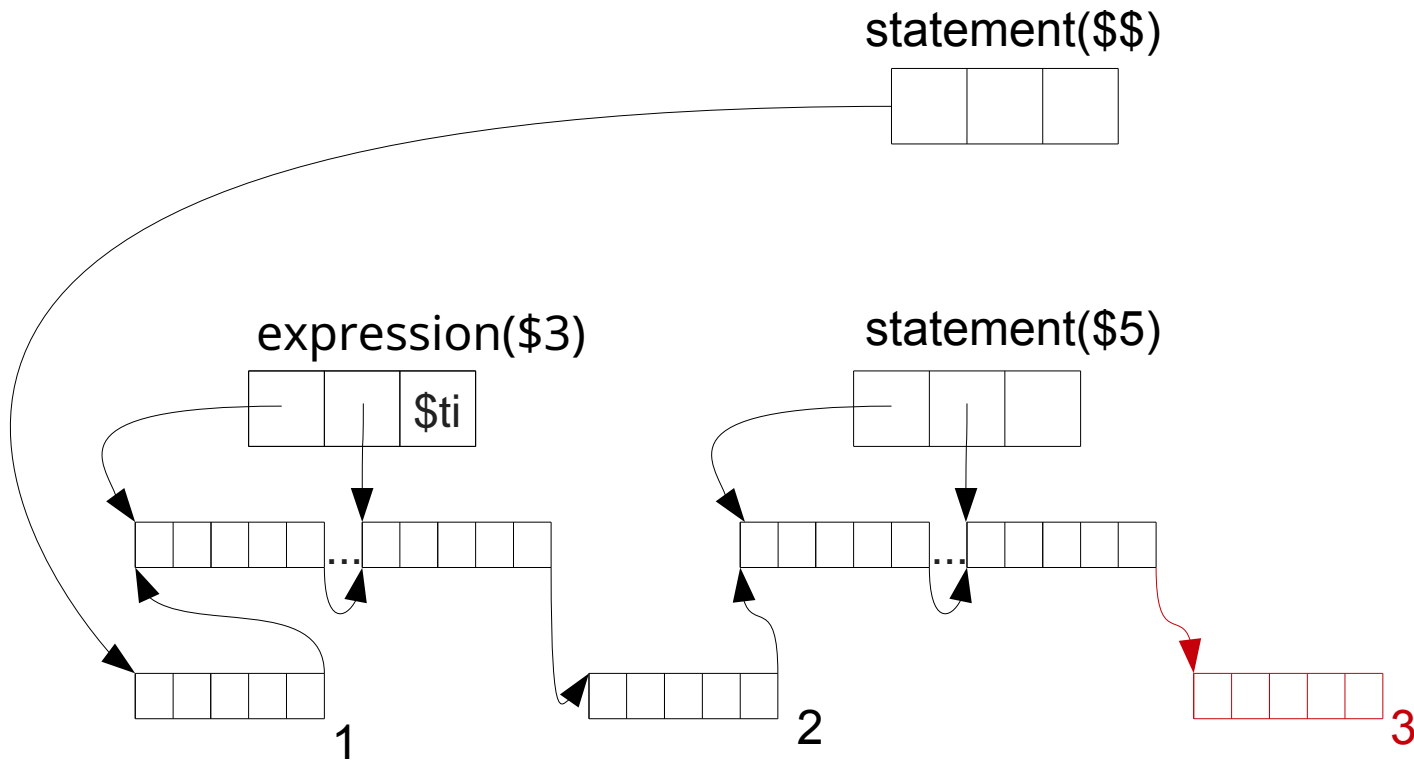 statement($$)
expression($3)
statement($5)
$ti
...
...
1
2
3